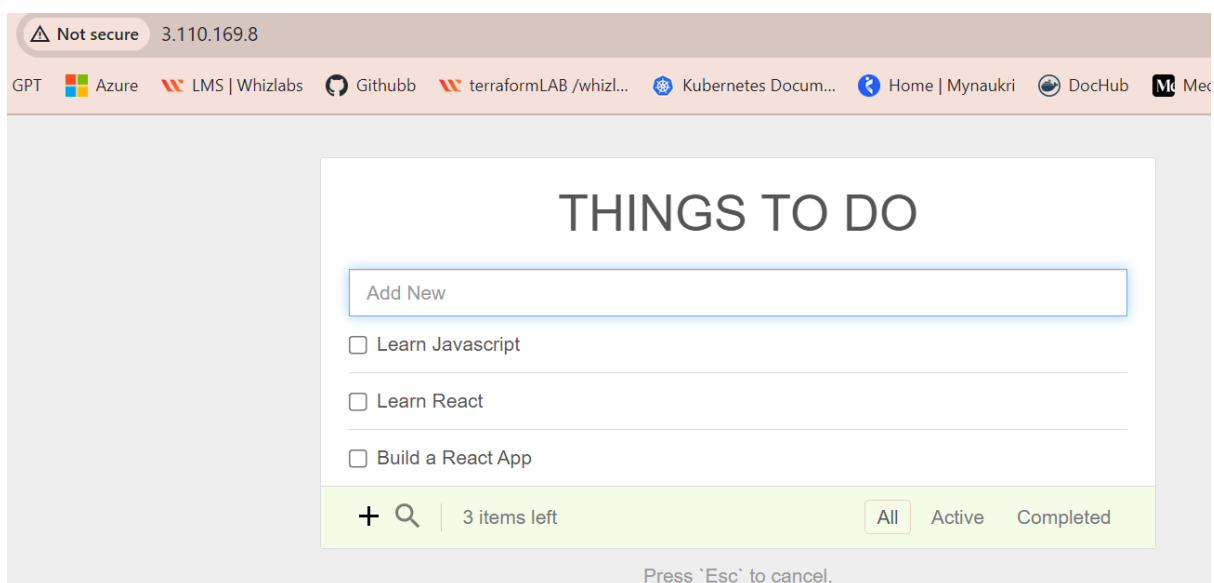 Not secure 3.110.169.8
GPT Azure LMS | Whizlabs Githubb terraformLAB /whizl... Kubernetes Docum... Home | Mynaukri DocHub
THINGS TO DO
Add New
Learn Javascript
Learn React
Build a React App
3 items left All Active Completed
Press `Esc` to cancel.